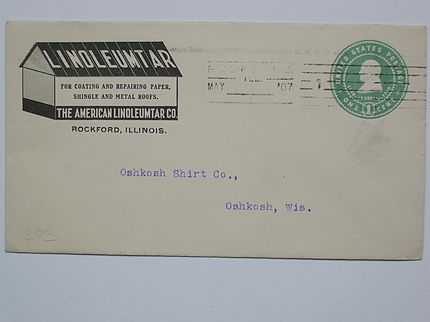 LINOLEUMTAR
FOR COATING AND REPAIRING PAPER,
SHINGLE AND METAL ROOFS.
THE AMERICAN LINOLEUMTAR CO.
ROCKFORD, ILLINOIS.
MAY '07
UNITED STATES POSTAGE
ONE 1 CENT
Oshkosh Shirt Co.,
Oshkosh, Wis.